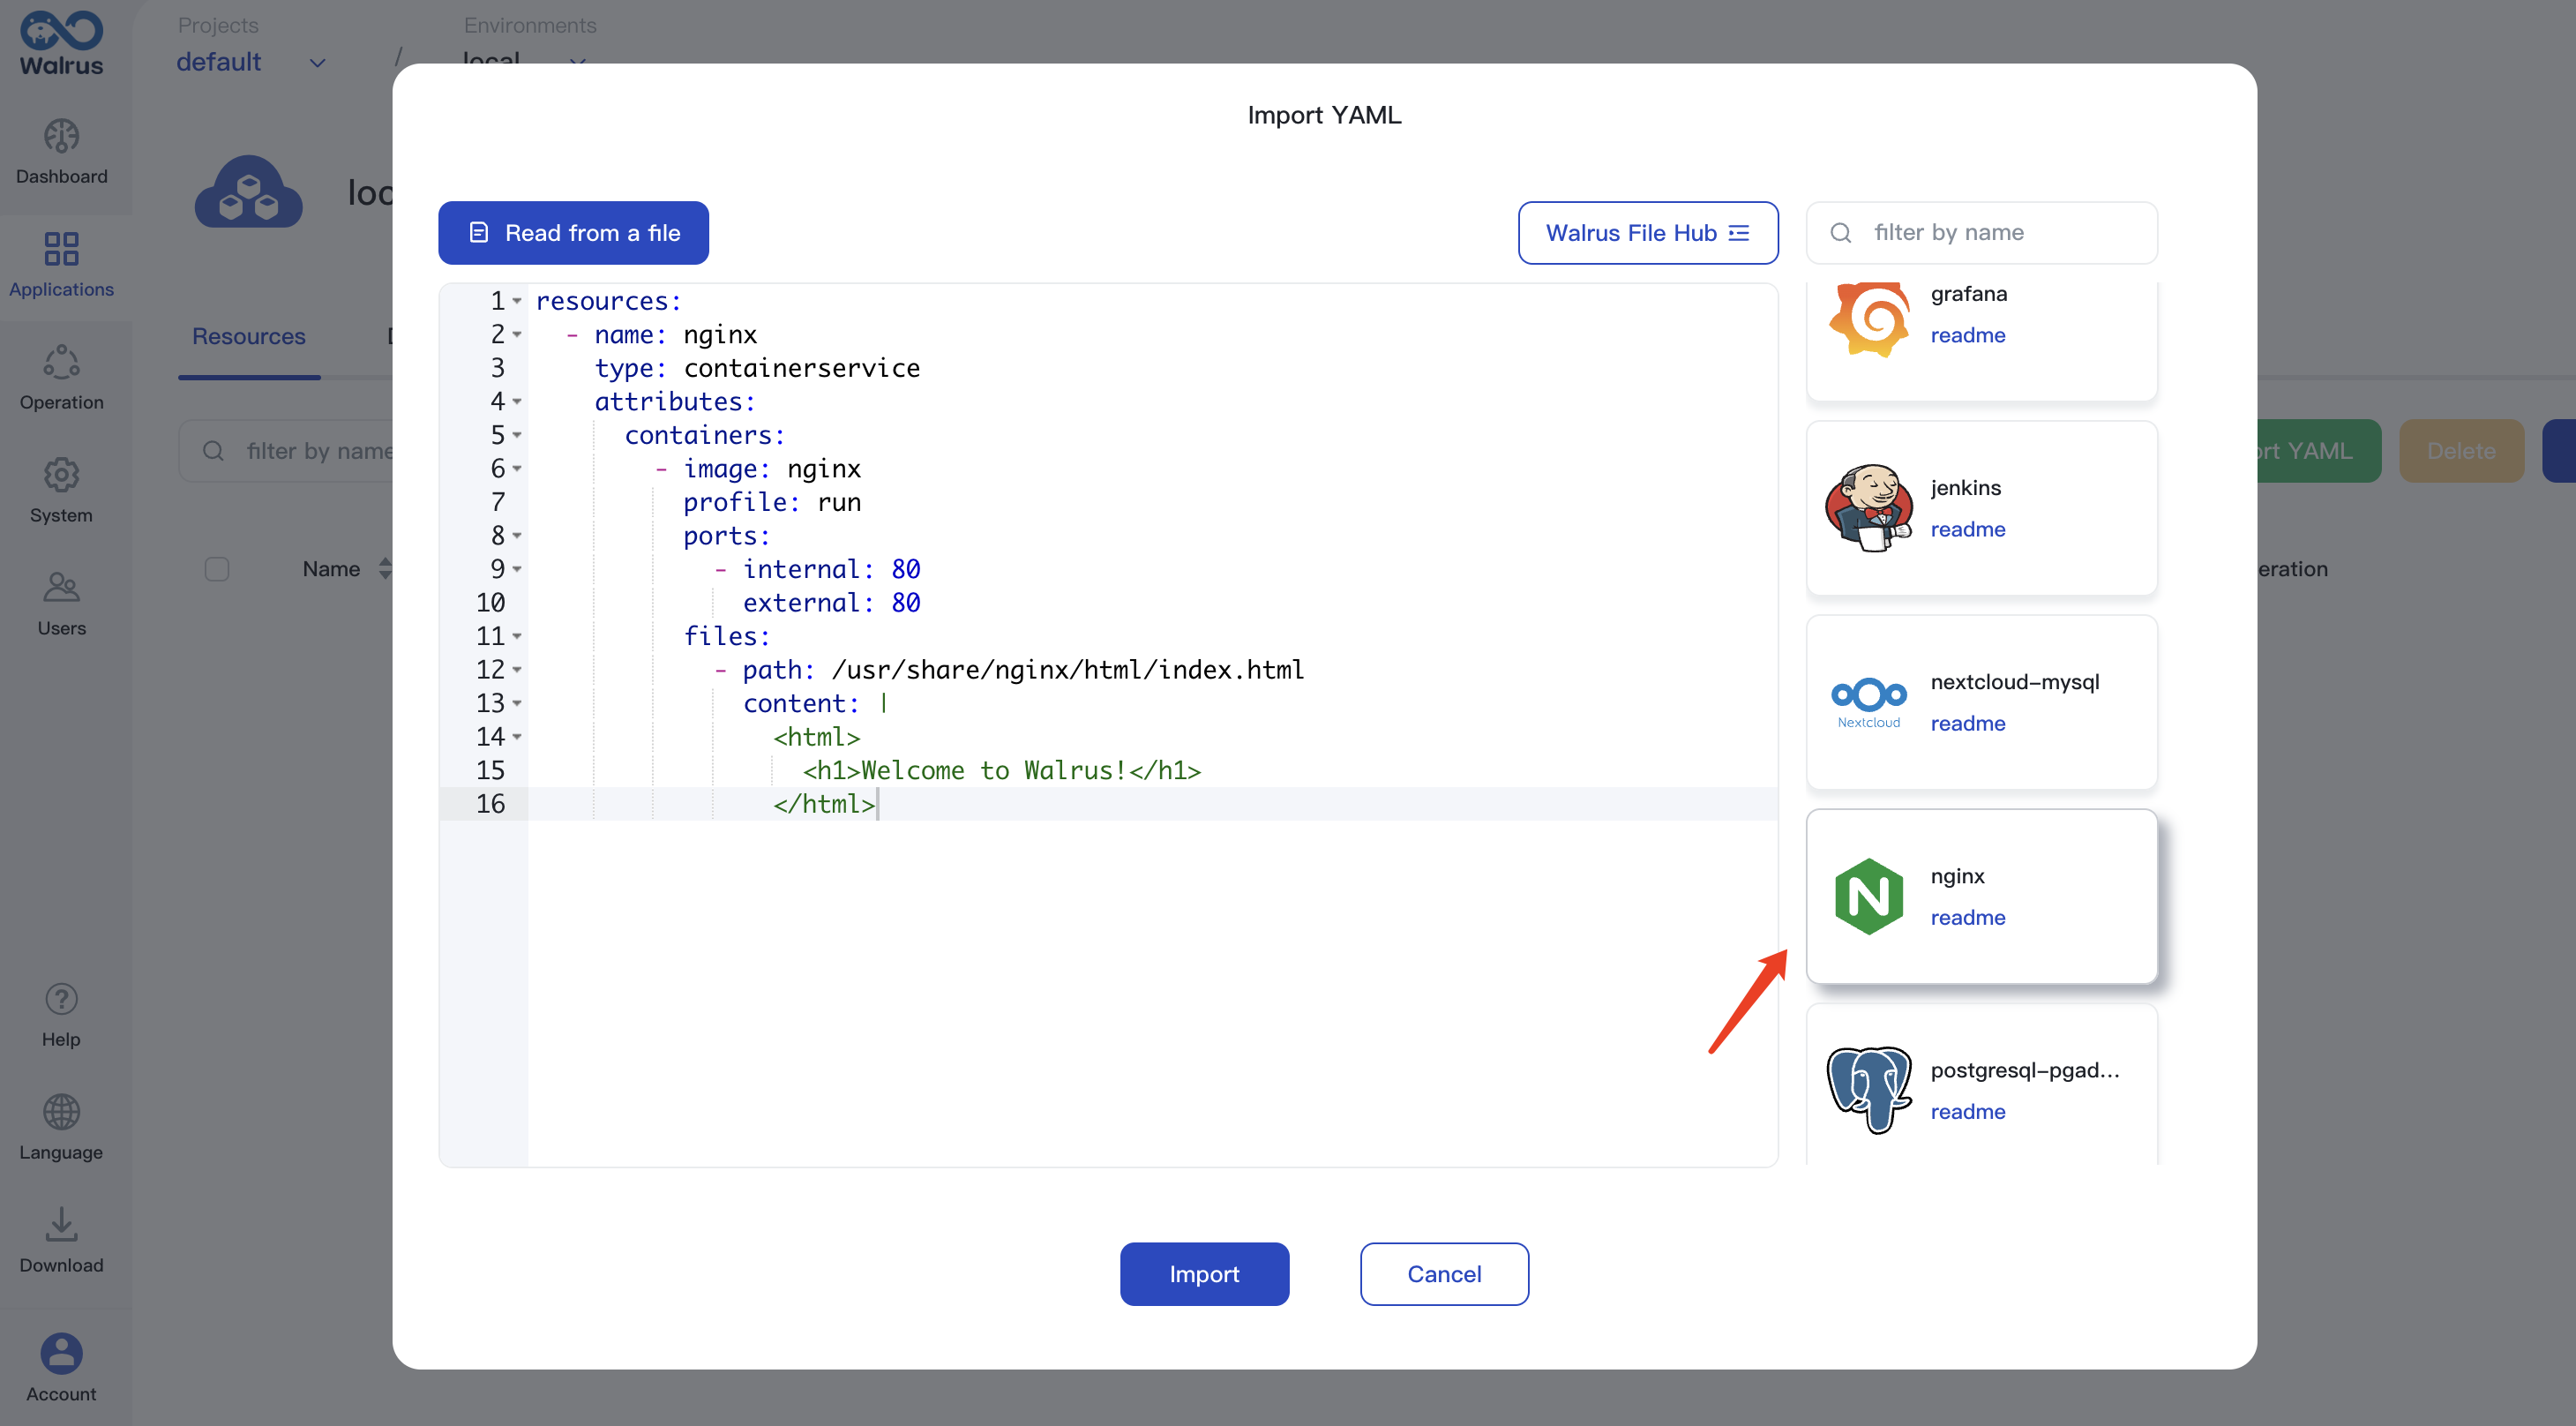 Walrus
Dashboard
Applications
Operation
System
Users
Help
Language
Download
Account
Projects
default
/
Environments
local
loc
Resources
filter by name
Name
Import YAML
Read from a file
Walrus File Hub
filter by name
1 resources:
2   - name: nginx
3     type: containerservice
4     attributes:
5       containers:
6         - image: nginx
7           profile: run
8           ports:
9             - internal: 80
10              external: 80
11          files:
12            - path: /usr/share/nginx/html/index.html
13              content: |
14                <html>
15                  <h1>Welcome to Walrus!</h1>
16                </html>
grafana
readme
jenkins
readme
Nextcloud
nextcloud-mysql
readme
N
nginx
readme
postgresql-pgad...
readme
Import
Cancel
ort YAML
Delete
eration